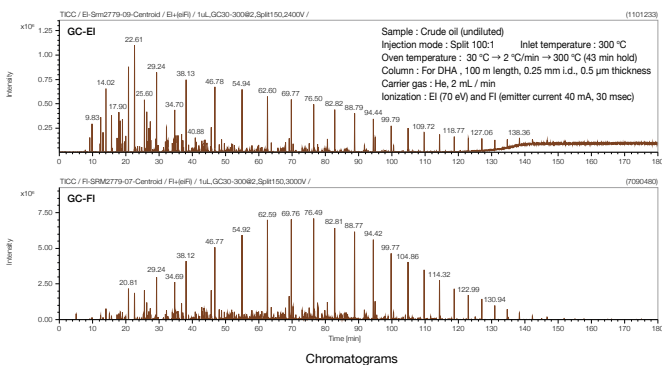 TICC / EI-Srm2779-09-Centroid / EI+(eiFi) / 1uL,GC30-300@2,Split150,2400V /
(1101233)
x10⁶
GC-EI
Sample : Crude oil (undiluted)
Injection mode : Split 100:1 Inlet temperature : 300 °C
Oven temperature : 30 °C → 2 °C/min → 300 °C (43 min hold)
Column : For DHA , 100 m length, 0.25 mm i.d., 0.5 μm thickness
Carrier gas : He, 2 mL / min
Ionization : EI (70 eV) and FI (emitter current 40 mA, 30 msec)
Intensity
1.25
1.00
0.75
0.50
0.25
9.83
14.02
17.90
22.61
25.60
29.24
34.70
38.13
40.88
46.78
54.94
62.60
69.77
76.50
82.82
88.79
94.44
99.79
109.72
118.77
127.06
138.36
0 10 20 30 40 50 60 70 80 90 100 110 120 130 140 150 160 170 180
TICC / FI-SRM2779-07-Centroid / FI+(eiFi) / 1uL,GC30-300@2,Split150,3000V /
(7090480)
x10⁶
GC-FI
Intensity
7.50
5.00
2.50
0.00
20.81
29.24
34.69
38.12
46.77
54.92
62.59
69.76
76.49
82.81
88.77
94.42
99.77
104.86
114.32
122.99
130.94
0 10 20 30 40 50 60 70 80 90 100 110 120 130 140 150 160 170 180
Time [min]
Chromatograms